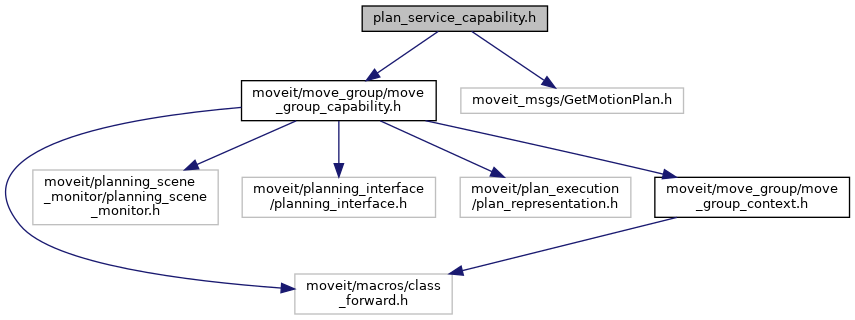 plan_service_capability.h
moveit/move_group/move
_group_capability.h
moveit_msgs/GetMotionPlan.h
moveit/planning_scene
_monitor/planning_scene
_monitor.h
moveit/planning_interface
/planning_interface.h
moveit/plan_execution
/plan_representation.h
moveit/move_group/move
_group_context.h
moveit/macros/class
_forward.h